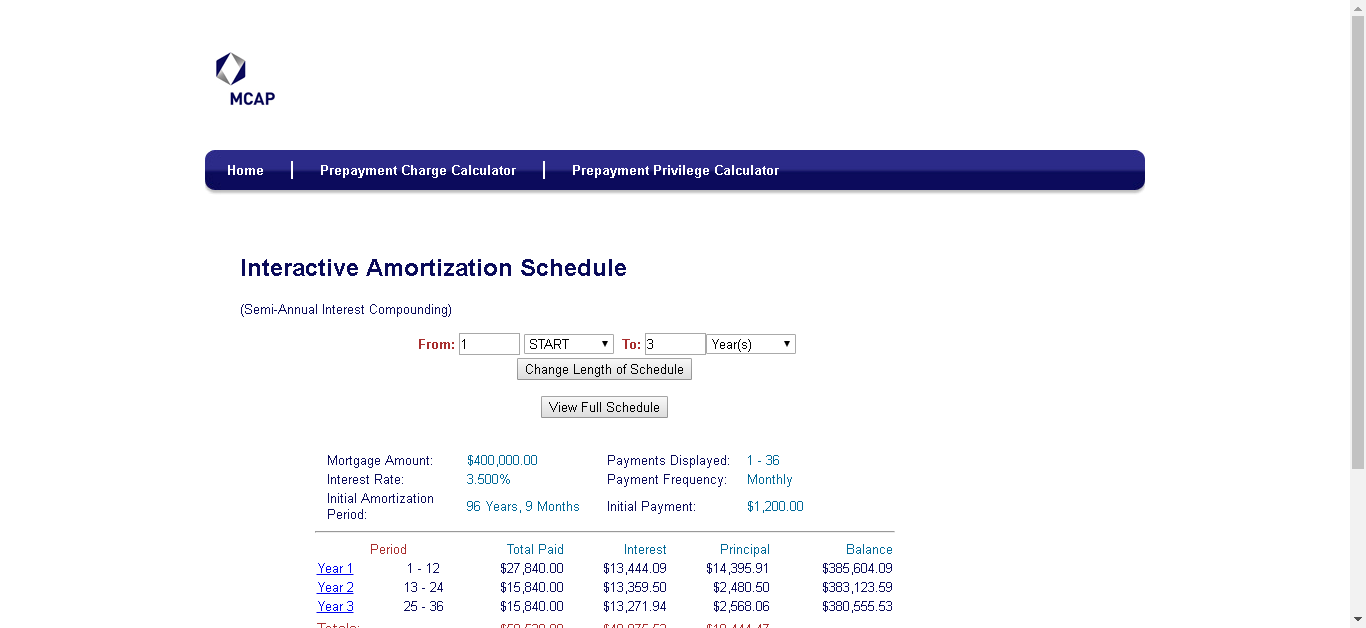 MCAP
Home Prepayment Charge Calculator Prepayment Privilege Calculator
Interactive Amortization Schedule
(Semi-Annual Interest Compounding)
From: 1 START To: 3 Year(s)
Change Length of Schedule
View Full Schedule
Mortgage Amount: $400,000.00 Payments Displayed: 1 - 36
Interest Rate: 3.500% Payment Frequency: Monthly
Initial Amortization Period: 96 Years, 9 Months Initial Payment: $1,200.00
Period Total Paid Interest Principal Balance
Year 1 1 - 12 $27,840.00 $13,444.09 $14,395.91 $385,604.09
Year 2 13 - 24 $15,840.00 $13,359.50 $2,480.50 $383,123.59
Year 3 25 - 36 $15,840.00 $13,271.94 $2,568.06 $380,555.53
Totals: